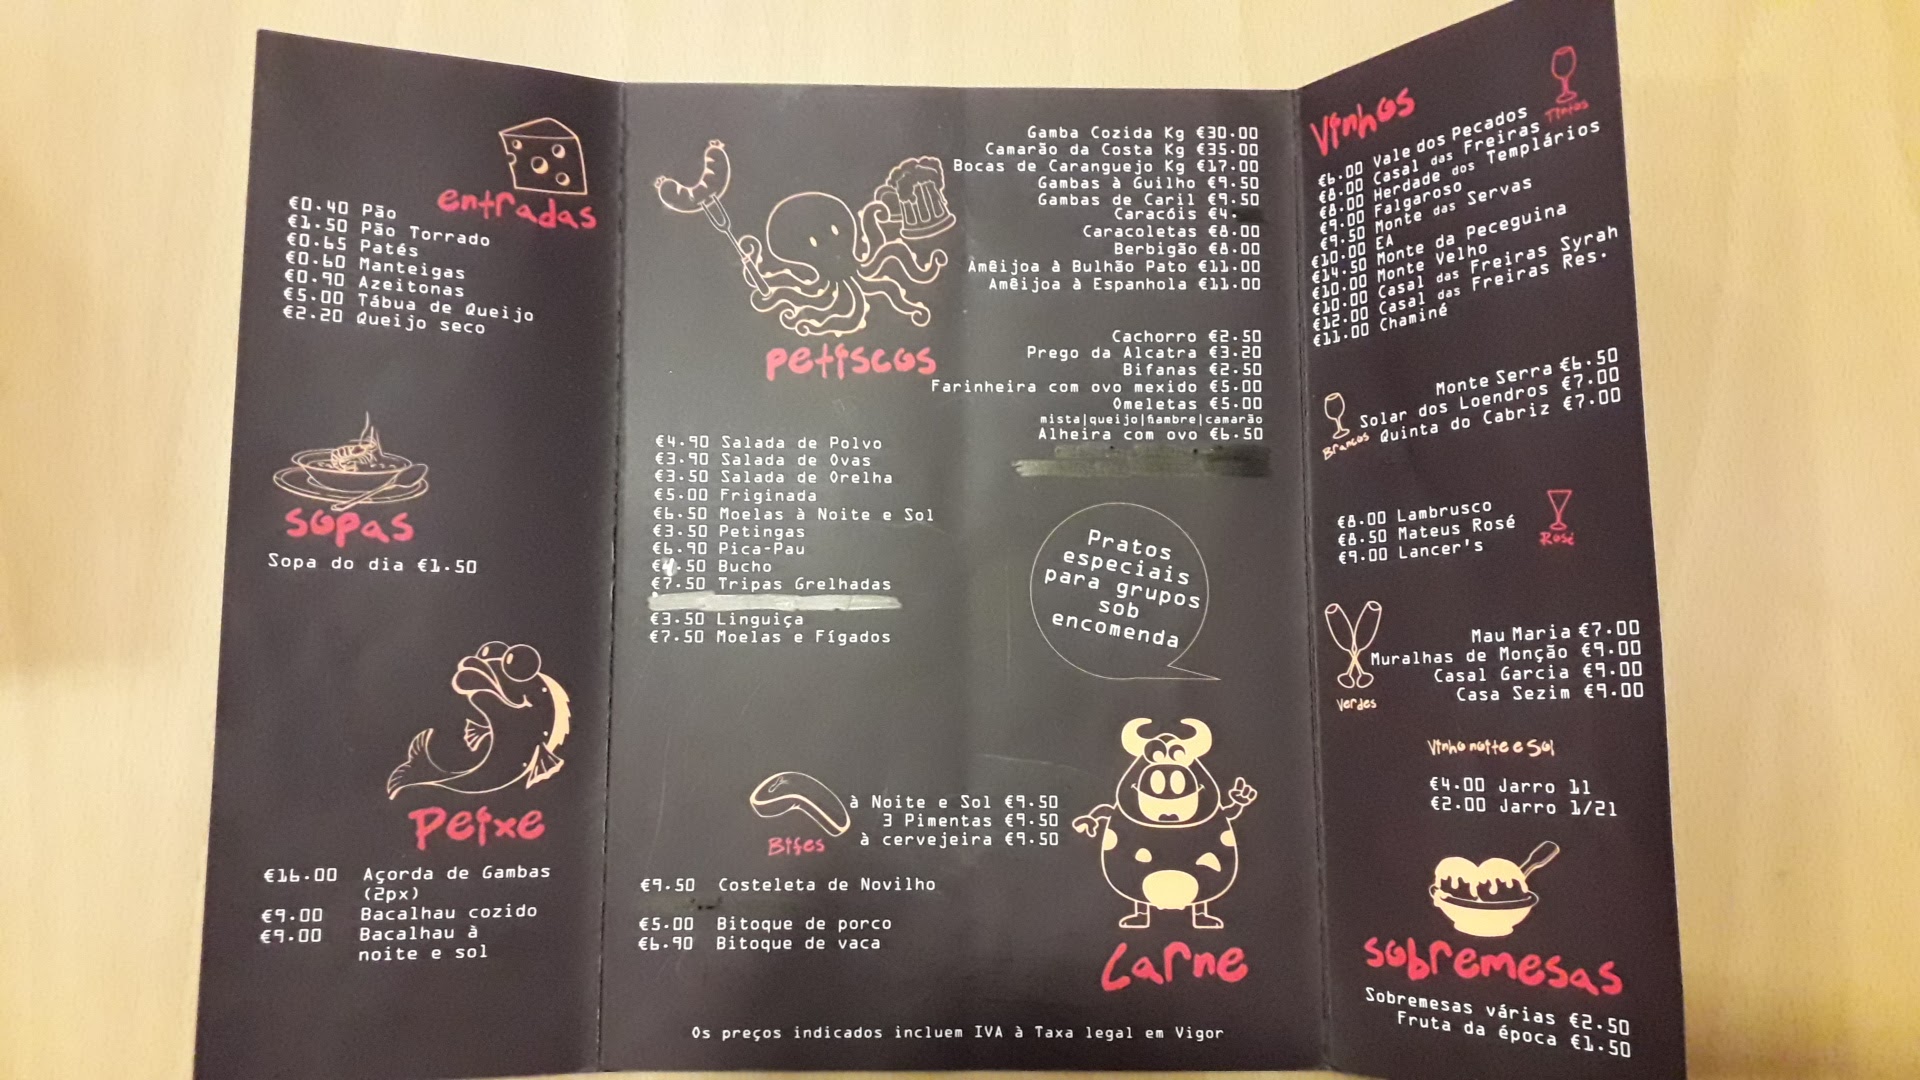 entradas
€0.40 Pão
€1.50 Pão Torrado
€0.65 Patés
€0.60 Manteigas
€0.90 Azeitonas
€5.00 Tábua de Queijo
€2.20 Queijo seco
sopas
Sopa do dia €1.50
Peixe
€16.00 Açorda de Gambas
(2px)
€9.00 Bacalhau cozido
€9.00 Bacalhau à
noite e sol
Petiscos
€4.90 Salada de Polvo
€3.90 Salada de Ovas
€3.50 Salada de Orelha
€5.00 Friginada
€6.50 Moelas à Noite e Sol
€3.50 Petingas
€6.90 Pica-Pau
€4.50 Bucho
€7.50 Tripas Grelhadas
€3.50 Linguiça
€7.50 Moelas e Fígados
Gamba Cozida Kg €30.00
Camarão da Costa Kg €35.00
Bocas de Caranguejo Kg €17.00
Gambas à Guilho €9.50
Gambas de Caril €9.50
Caracóis €4.
Caracoletas €8.00
Berbigão €8.00
Amêijoa à Bulhão Pato €11.00
Amêijoa à Espanhola €11.00
Cachorro €2.50
Prego da Alcatra €3.20
Bifanas €2.50
Farinheira com ovo mexido €5.00
Omeletas €5.00
mista|queijo|fiambre|camarão
Alheira com ovo €6.50
Pratos
especiais
para grupos
sob
encomenda
Bifes
à Noite e Sol €9.50
3 Pimentas €9.50
à cervejeira €9.50
€9.50 Costeleta de Novilho
€5.00 Bitoque de porco
€6.90 Bitoque de vaca
Carne
Os preços indicados incluem IVA à Taxa legal em Vigor
Vinhos
Tintos
€6.00 Vale dos Pecados
€8.00 Casal das Freiras
€8.00 Herdade dos Templários
€9.00 Falgaroso
€9.50 Monte das Servas
€10.00 EA
€14.50 Monte da Peceguina
€10.00 Monte Velho
€10.00 Casal das Freiras Syrah
€12.00 Casal das Freiras Res.
€11.00 Chaminé
Brancos
Monte Serra €6.50
Solar dos Loendros €7.00
Quinta do Cabriz €7.00
€8.00 Lambrusco
€8.50 Mateus Rosé
€9.00 Lancer's
Rosé
Verdes
Mau Maria €7.00
Muralhas de Monção €9.00
Casal Garcia €9.00
Casa Sezim €9.00
Vinho noite e Sol
€4.00 Jarro 1l
€2.00 Jarro 1/2l
sobremesas
Sobremesas várias €2.50
Fruta da época €1.50